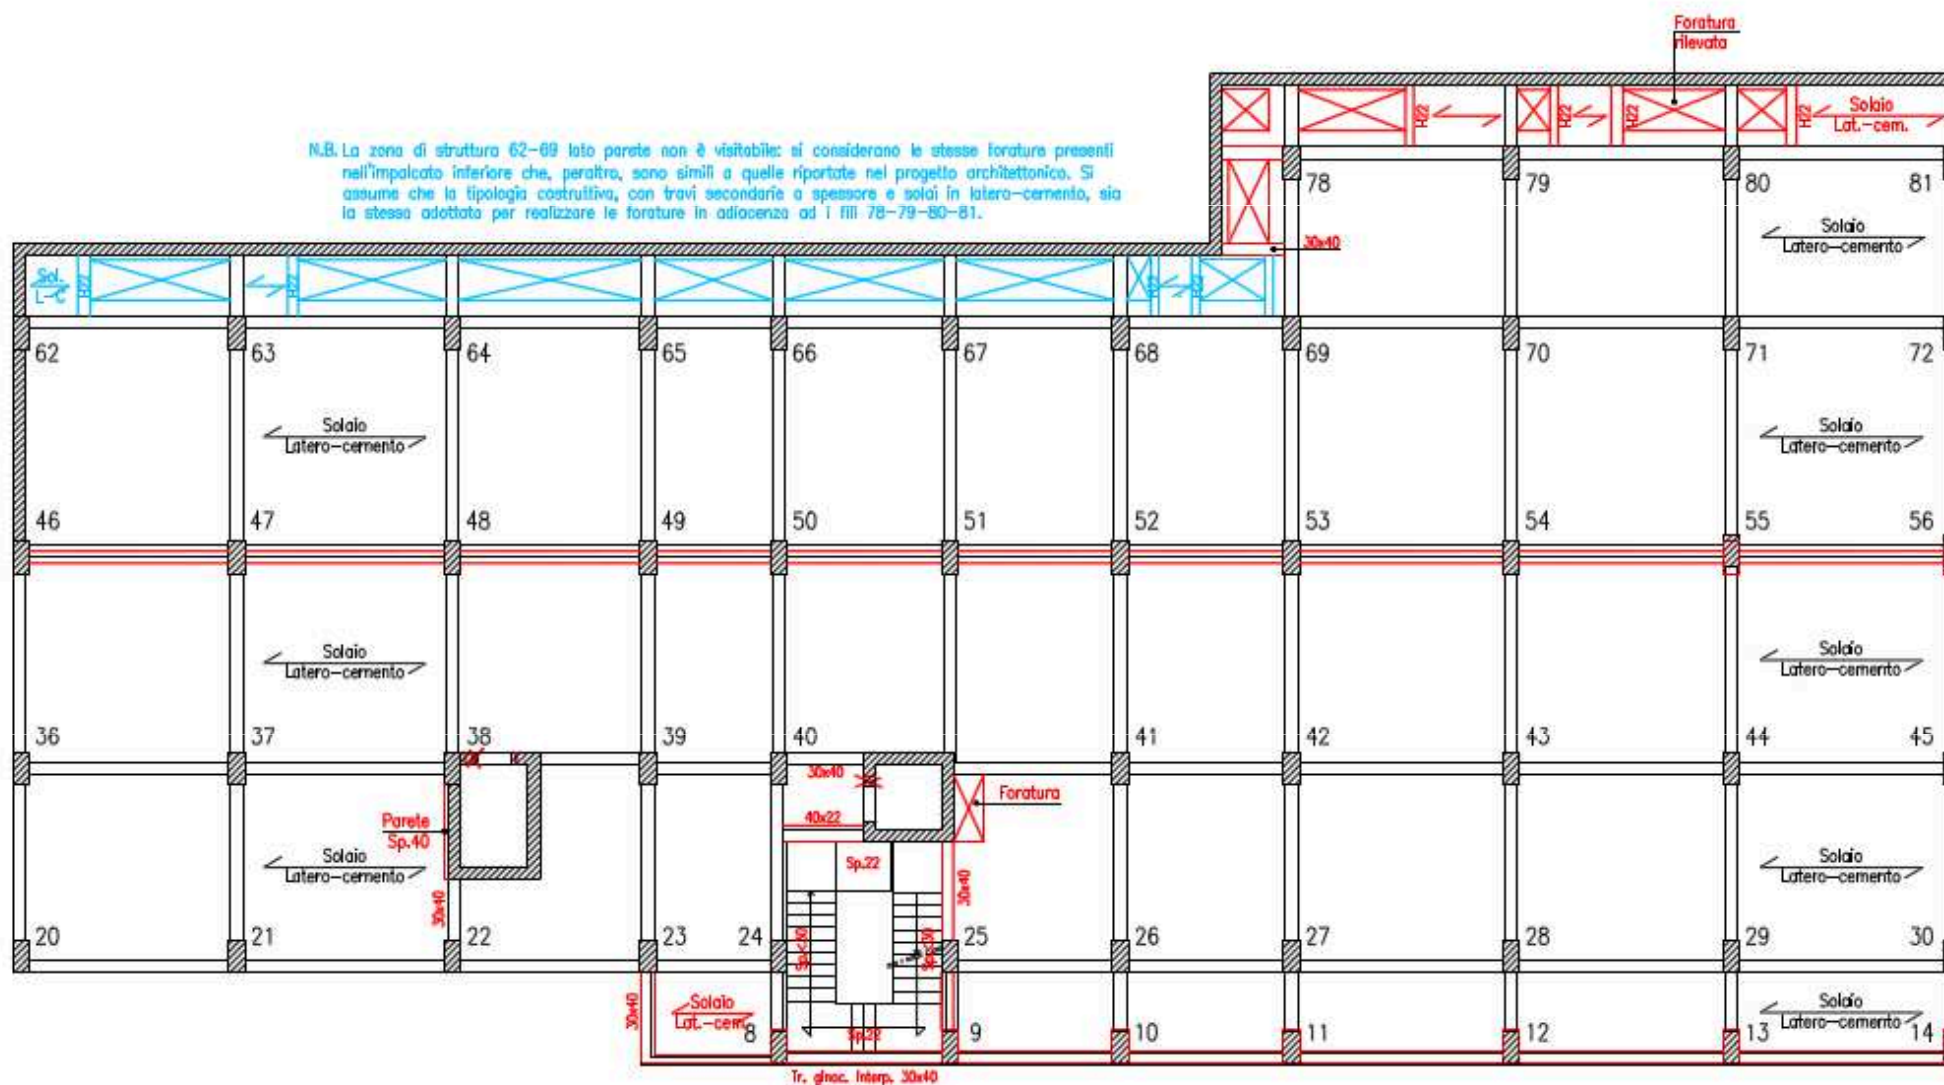 Foratura
rilevata
H22
H22
H22
H22
Solaio
Lat.-cem.
N.B. La zona di struttura 62-69 lato parete non è visitabile: si considerano le stesse forature presenti
nell'impalcato inferiore che, peraltro, sono simili a quelle riportate nel progetto architettonico. Si
assume che la tipologia costruttiva, con travi secondarie a spessore e solai in latero-cemento, sia
la stessa adottata per realizzare le forature in adiacenza ad i fili 78-79-80-81.
78 79 80 81
Solaio
Latero-cemento
30x40
Sol.
L-C
H22
H22
H22
H22
62 63 64 65 66 67 68 69 70 71 72
Solaio
Latero-cemento
Solaio
Latero-cemento
46 47 48 49 50 51 52 53 54 55 56
Solaio
Latero-cemento
Solaio
Latero-cemento
36 37 38 39 40 41 42 43 44 45
30x40
Foratura
Parete
Sp.40
40x22
Solaio
Latero-cemento
Sp.22
Solaio
Latero-cemento
30x40
30x40
20 21 22 23 24 25 26 27 28 29 30
30x40
Solaio
Lat.-cem.
Solaio
Latero-cemento
8 9 10 11 12 13 14
Sp.22
Tr. ginoc. Interp. 30x40